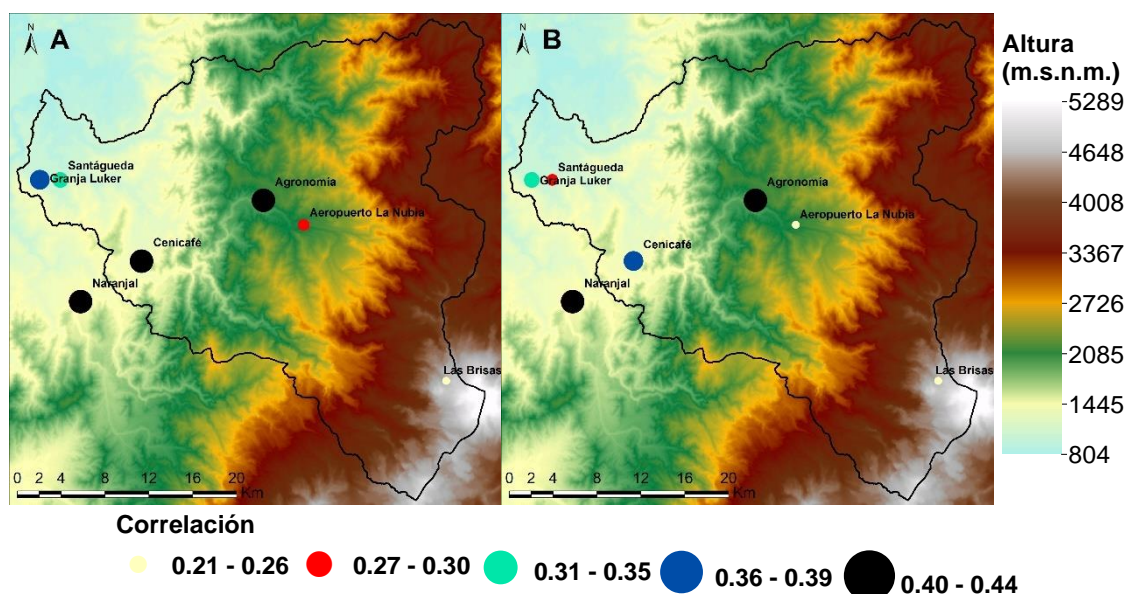 N
A
Santágueda
Granja Luker
Agronomía
Aeropuerto La Nubia
Cenicafé
Naranjal
Las Brisas
0 2 4 8 12 16 20
Km
N
B
Santágueda
Granja Luker
Agronomía
Aeropuerto La Nubia
Cenicafé
Naranjal
Las Brisas
0 2 4 8 12 16 20
Km
Altura
(m.s.n.m.)
5289
4648
4008
3367
2726
2085
1445
804
Correlación
0.21 - 0.26 0.27 - 0.30 0.31 - 0.35 0.36 - 0.39 0.40 - 0.44